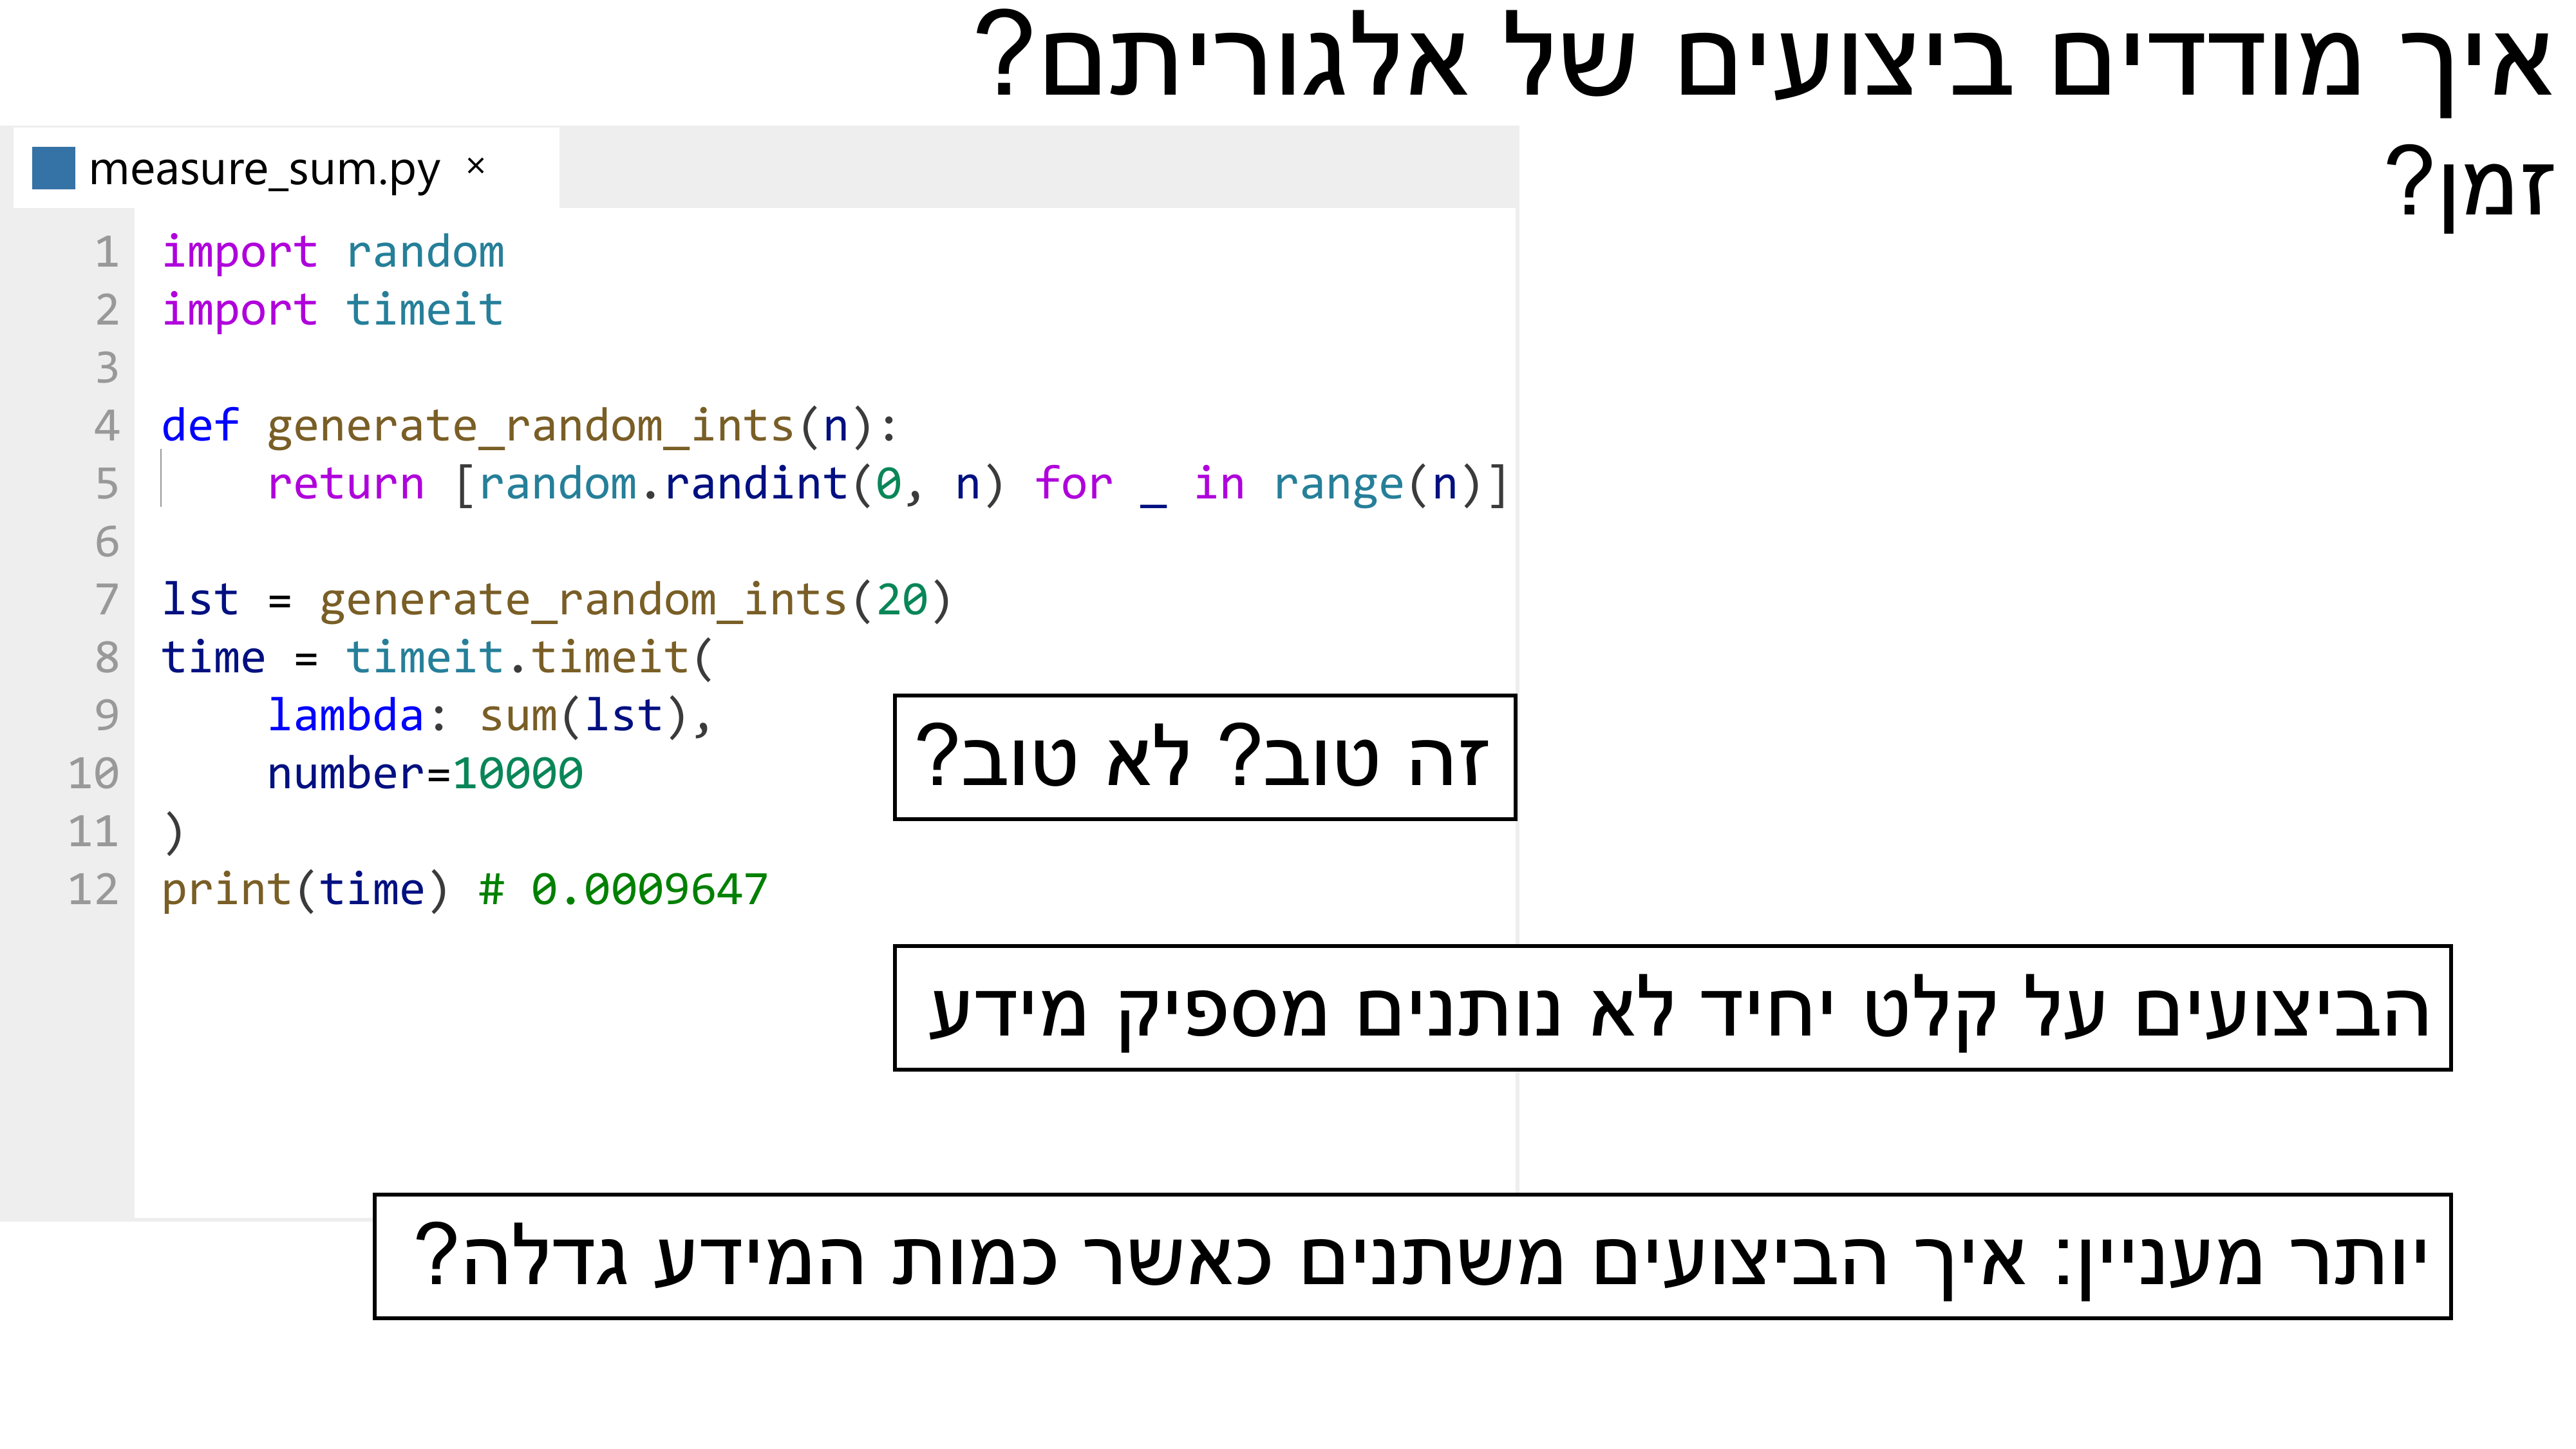 איך מודדים ביצועים של אלגוריתם?
זמן?
measure_sum.py ×
1 import random
2 import timeit
3
4 def generate_random_ints(n):
5     return [random.randint(0, n) for _ in range(n)]
6
7 lst = generate_random_ints(20)
8 time = timeit.timeit(
9     lambda: sum(lst),
10     number=10000
11 )
12 print(time) # 0.0009647
זה טוב? לא טוב?
הביצועים על קלט יחיד לא נותנים מספיק מידע
יותר מעניין: איך הביצועים משתנים כאשר כמות המידע גדלה?